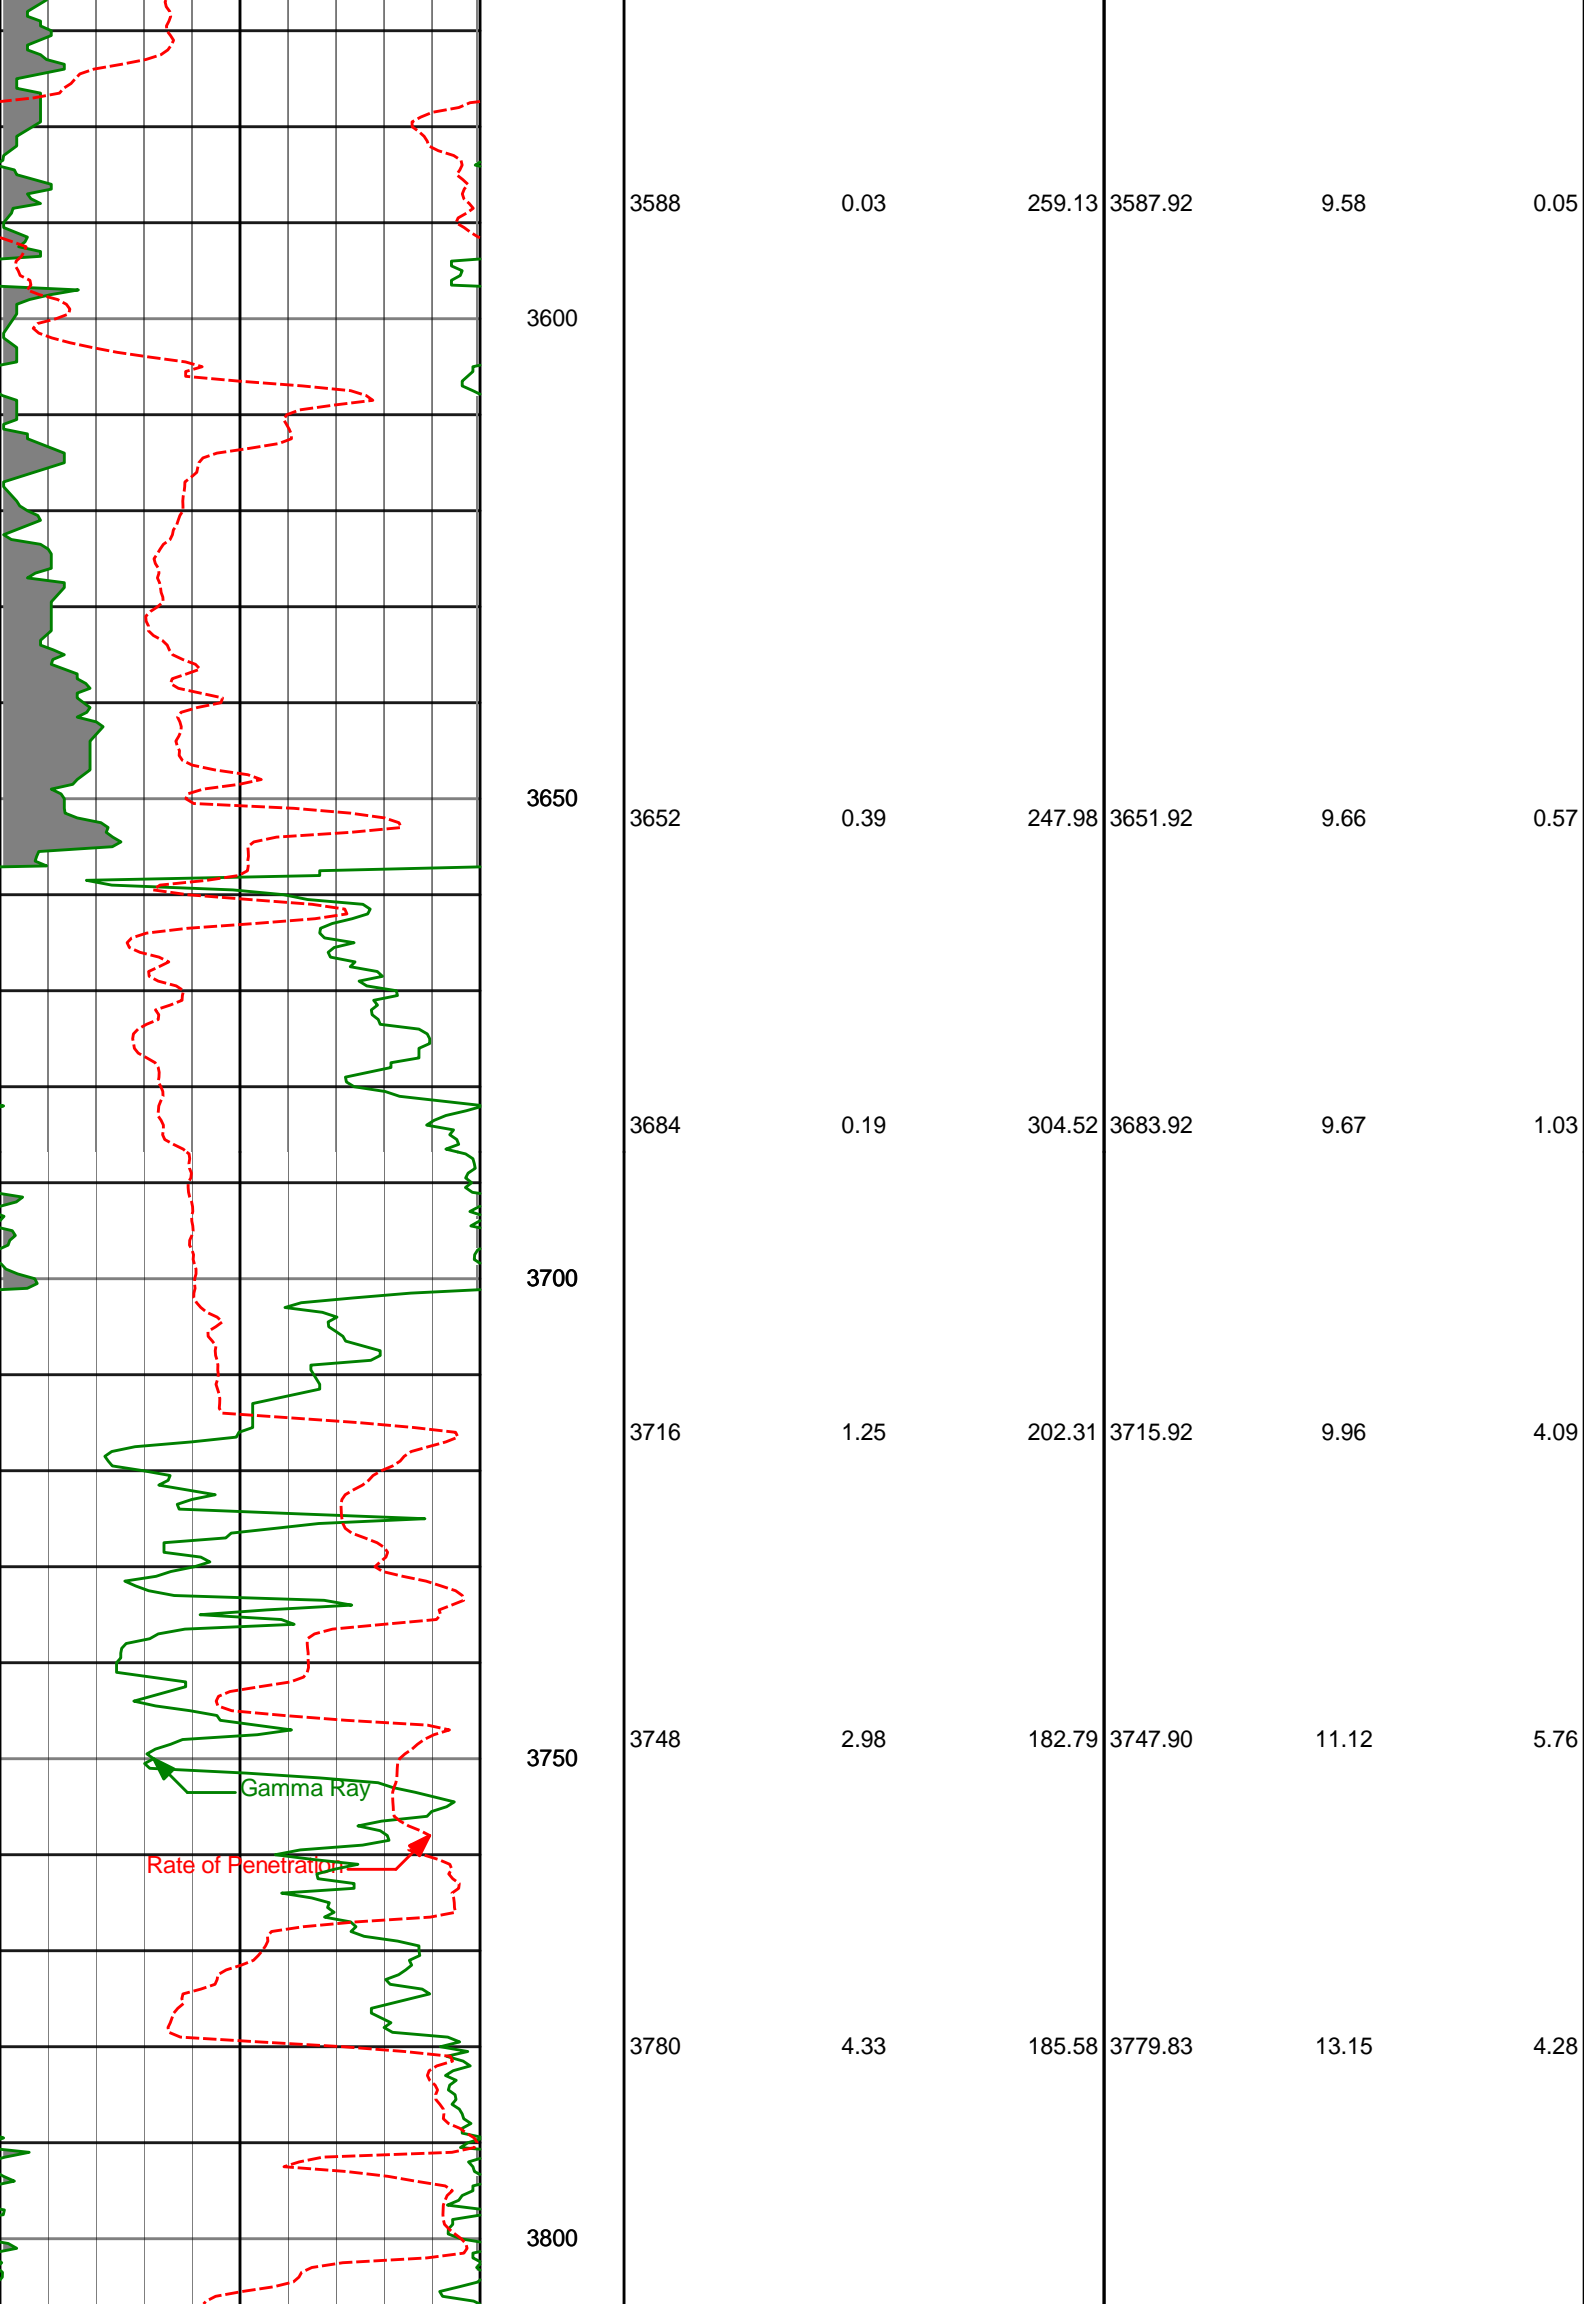 3588 0.03 259.13 3587.92 9.58 0.05
3600
3650
3652 0.39 247.98 3651.92 9.66 0.57
3684 0.19 304.52 3683.92 9.67 1.03
3700
3716 1.25 202.31 3715.92 9.96 4.09
3748 2.98 182.79 3747.90 11.12 5.76
3750
Gamma Ray
Rate of Penetration
3780 4.33 185.58 3779.83 13.15 4.28
3800